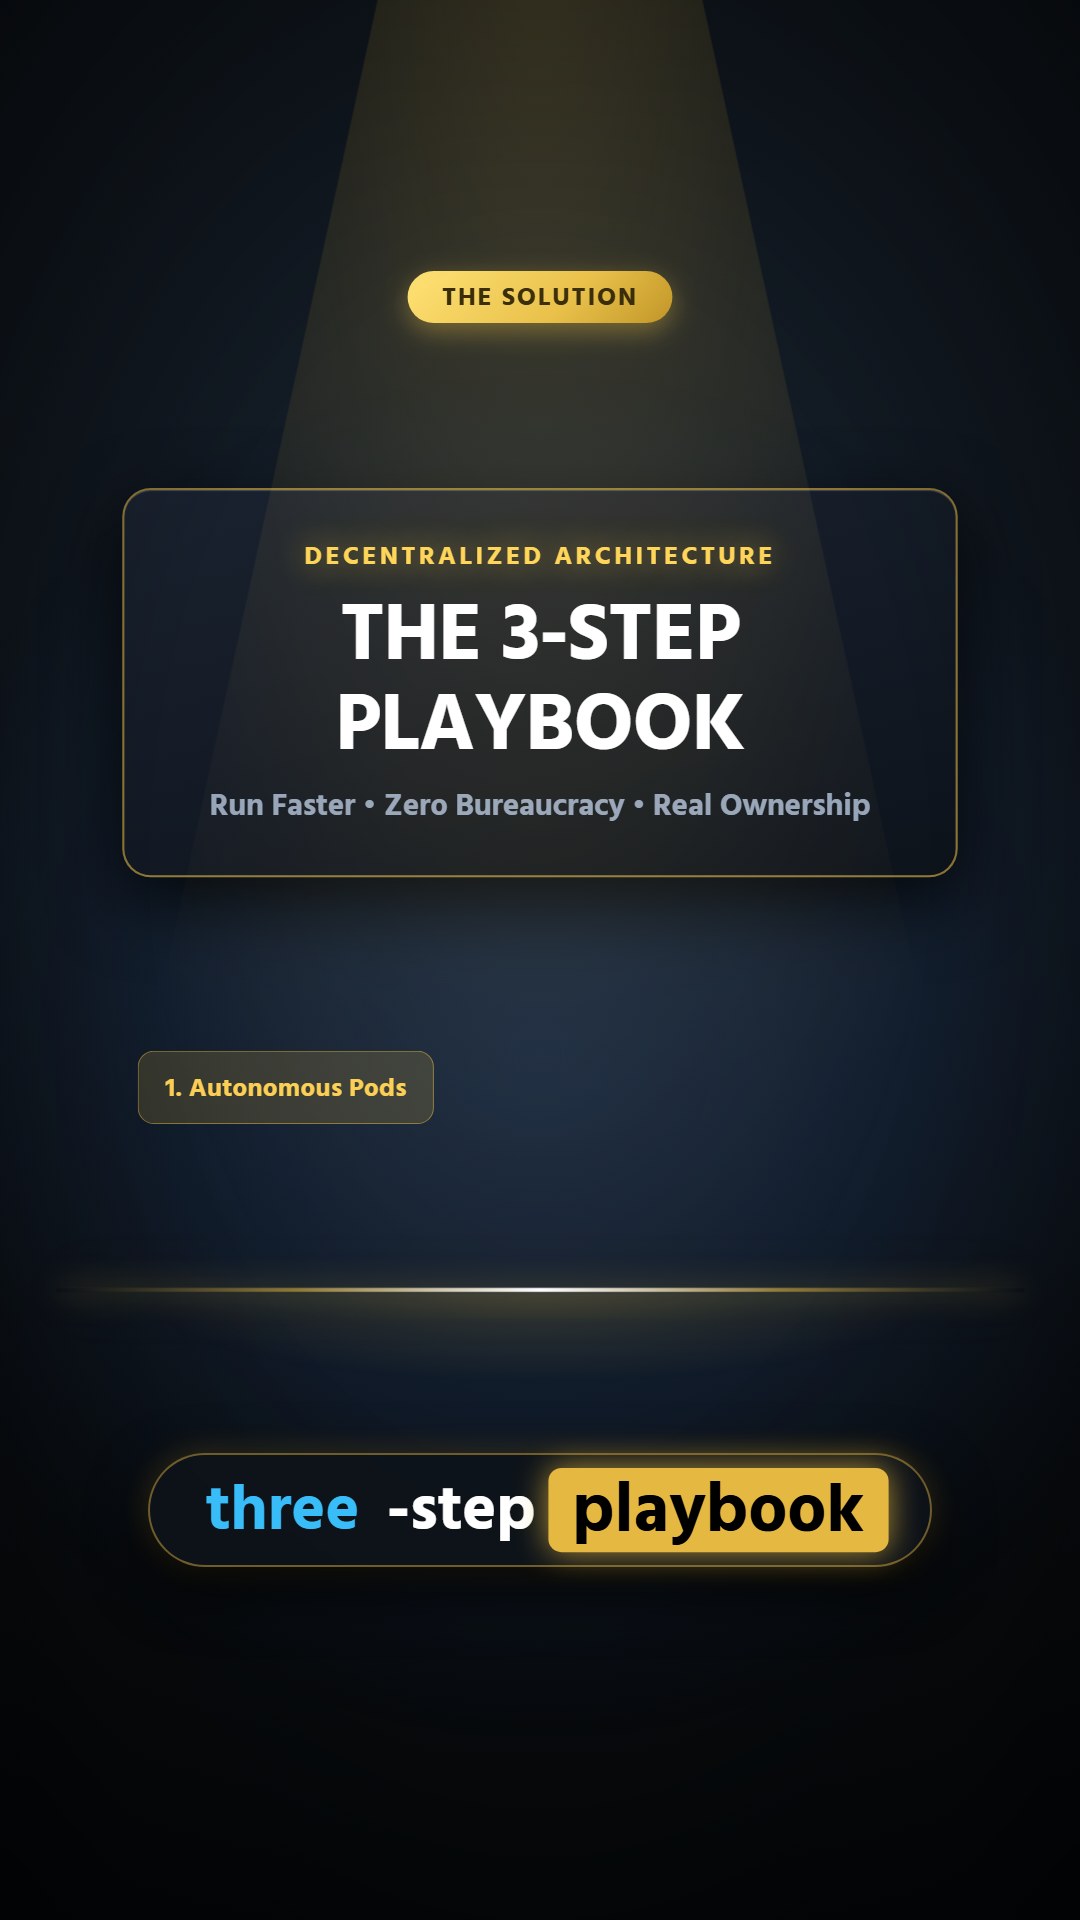 THE SOLUTION
DECENTRALIZED ARCHITECTURE
THE 3-STEP
PLAYBOOK
Run Faster • Zero Bureaucracy • Real Ownership
1. Autonomous Pods
three -step playbook